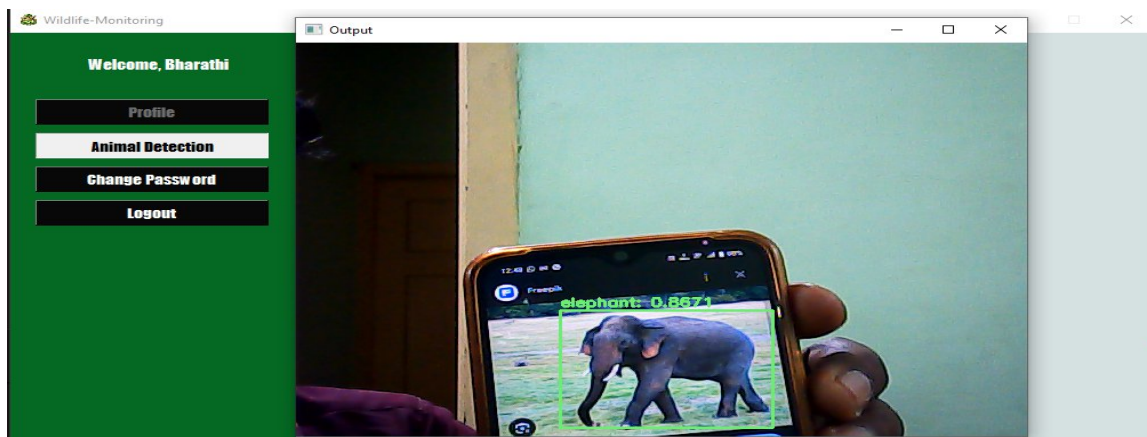 Wildlife-Monitoring
Output
Welcome, Bharathi
Profile
Animal Detection
Change Password
Logout
12:49
Freepik
elephant: 0.8671